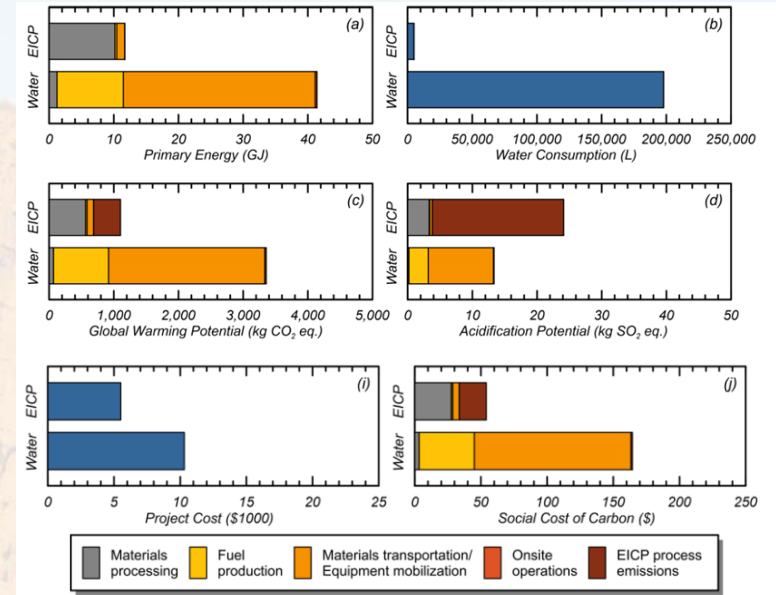 (a)
EICP
Water
0 10 20 30 40 50
Primary Energy (GJ)
(b)
EICP
Water
0 50,000 100,000 150,000 200,000 250,000
Water Consumption (L)
(c)
EICP
Water
0 1,000 2,000 3,000 4,000 5,000
Global Warming Potential (kg CO₂ eq.)
(d)
EICP
Water
0 10 20 30 40 50
Acidification Potential (kg SO₂ eq.)
(i)
EICP
Water
0 5 10 15 20 25
Project Cost ($1000)
(j)
EICP
Water
0 50 100 150 200 250
Social Cost of Carbon ($)
Materials
processing
Fuel
production
Materials transportation/
Equipment mobilization
Onsite
operations
EICP process
emissions